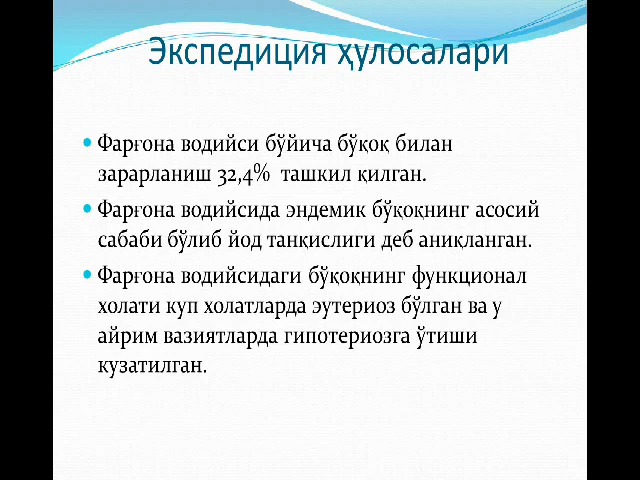 Экспедиция ҳулосалари
• Фарғона водийси бўйича бўқоқ билан
зарарланиш 32,4% ташкил қилган.
• Фарғона водийсида эндемик бўқоқнинг асосий
сабаби бўлиб йод танқислиги деб аниқланган.
• Фарғона водийсидаги бўқоқнинг функционал
холати куп холатларда эутериоз бўлган ва у
айрим вазиятларда гипотериозга ўтиши
кузатилган.